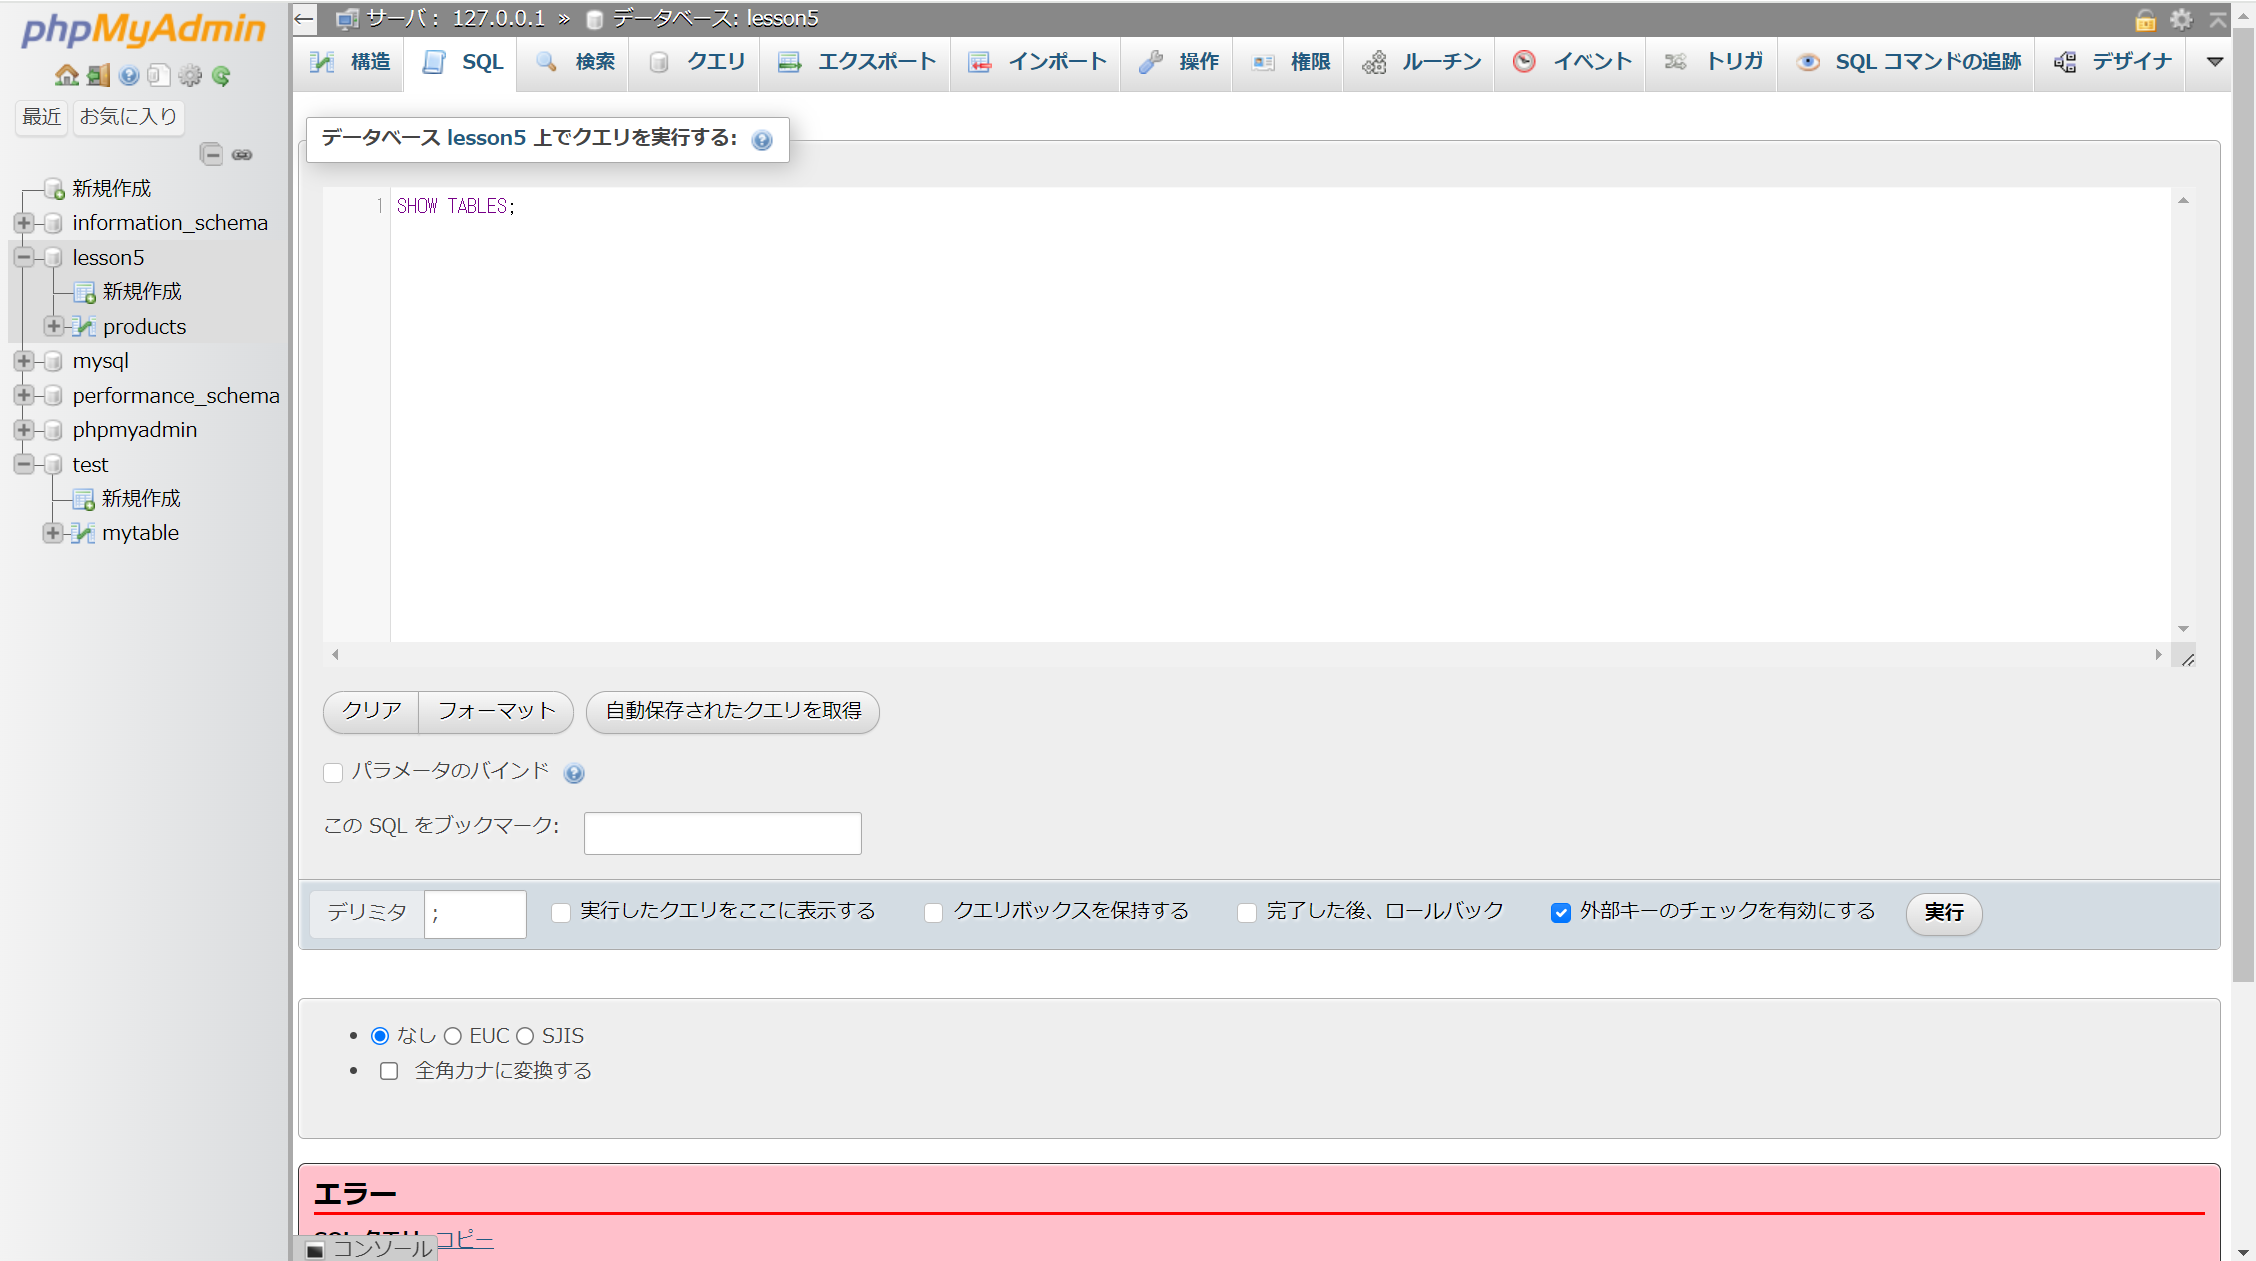 phpMyAdmin
最近 お気に入り
新規作成
information_schema
lesson5
新規作成
products
mysql
performance_schema
phpmyadmin
test
新規作成
mytable
サーバ: 127.0.0.1 » データベース: lesson5
構造 SQL 検索 クエリ エクスポート インポート 操作 権限 ルーチン イベント トリガ SQL コマンドの追跡 デザイナ
データベース lesson5 上でクエリを実行する:
1 SHOW TABLES;
クリア フォーマット 自動保存されたクエリを取得
パラメータのバインド
この SQL をブックマーク:
デリミタ ; 実行したクエリをここに表示する クエリボックスを保持する 完了した後、ロールバック 外部キーのチェックを有効にする 実行
なし EUC SJIS
全角カナに変換する
エラー
SQL クエリ: コピー
コンソール